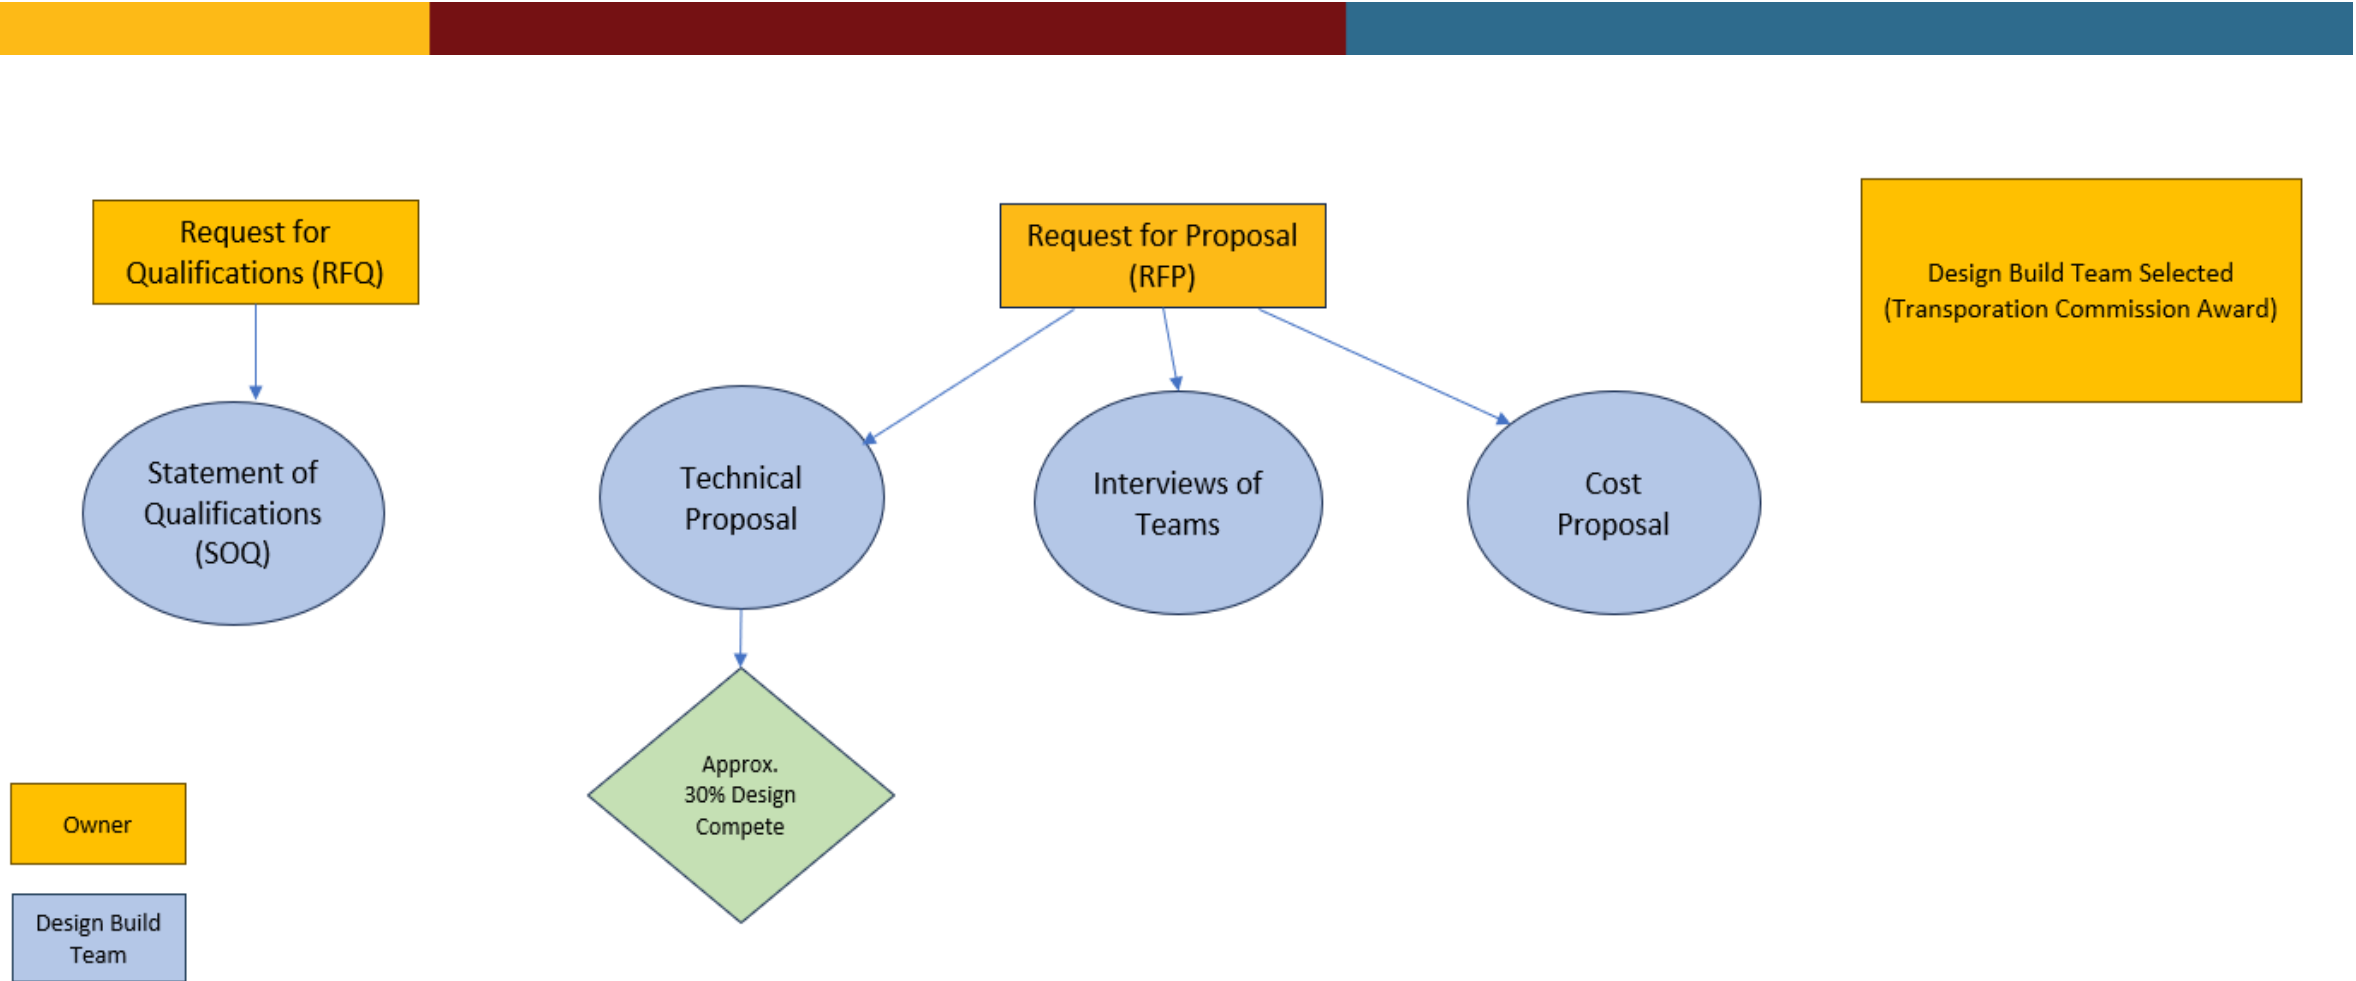 Request for
Qualifications (RFQ)
Request for Proposal
(RFP)
Design Build Team Selected
(Transporation Commission Award)
Statement of
Qualifications
(SOQ)
Technical
Proposal
Interviews of
Teams
Cost
Proposal
Approx.
30% Design
Compete
Owner
Design Build
Team